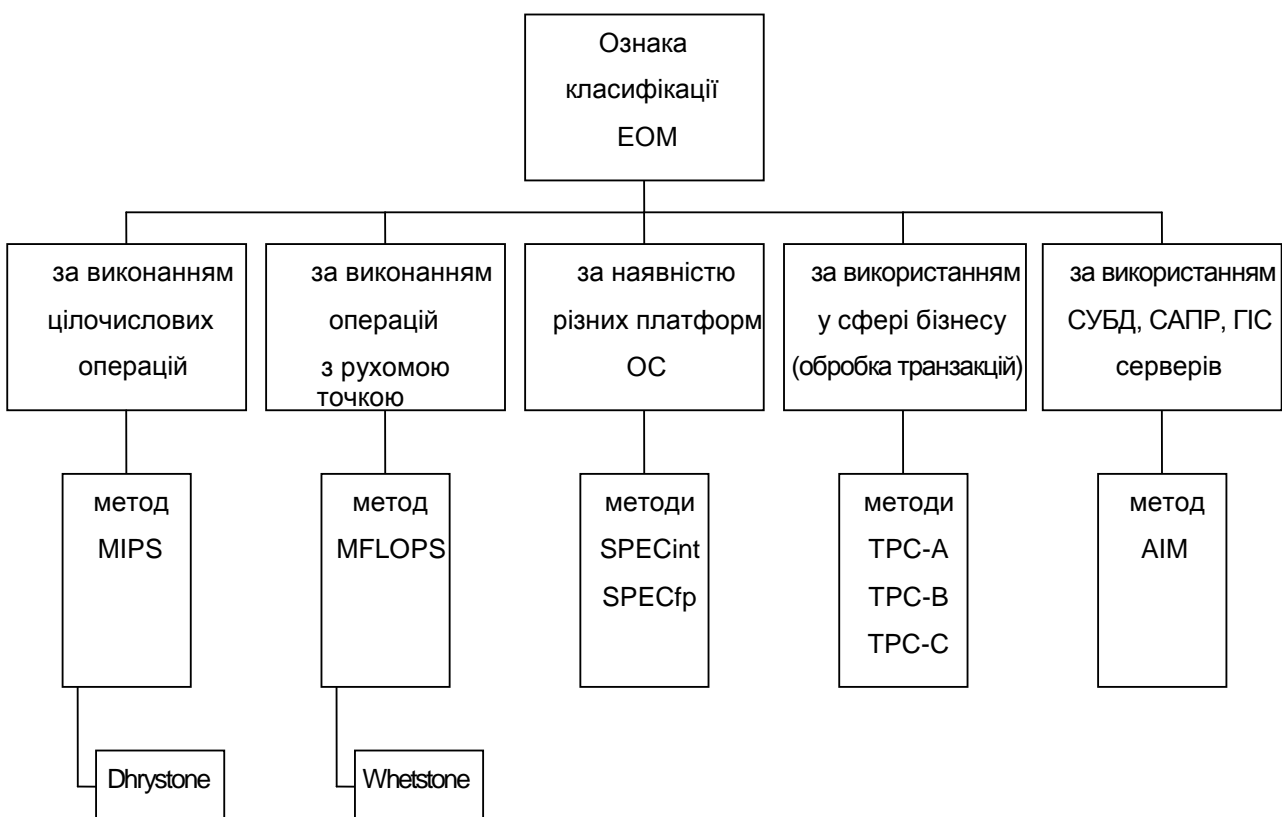 Ознака
класифікації
ЕОМ
за виконанням
цілочислових
операцій
за виконанням
операцій
з рухомою
точкою
за наявністю
різних платформ
ОС
за використанням
у сфері бізнесу
(обробка транзакцій)
за використанням
СУБД, САПР, ГІС
серверів
метод
MIPS
метод
MFLOPS
методи
SPECint
SPECfp
методи
TPC-A
TPC-B
TPC-C
метод
AIM
Dhrystone
Whetstone